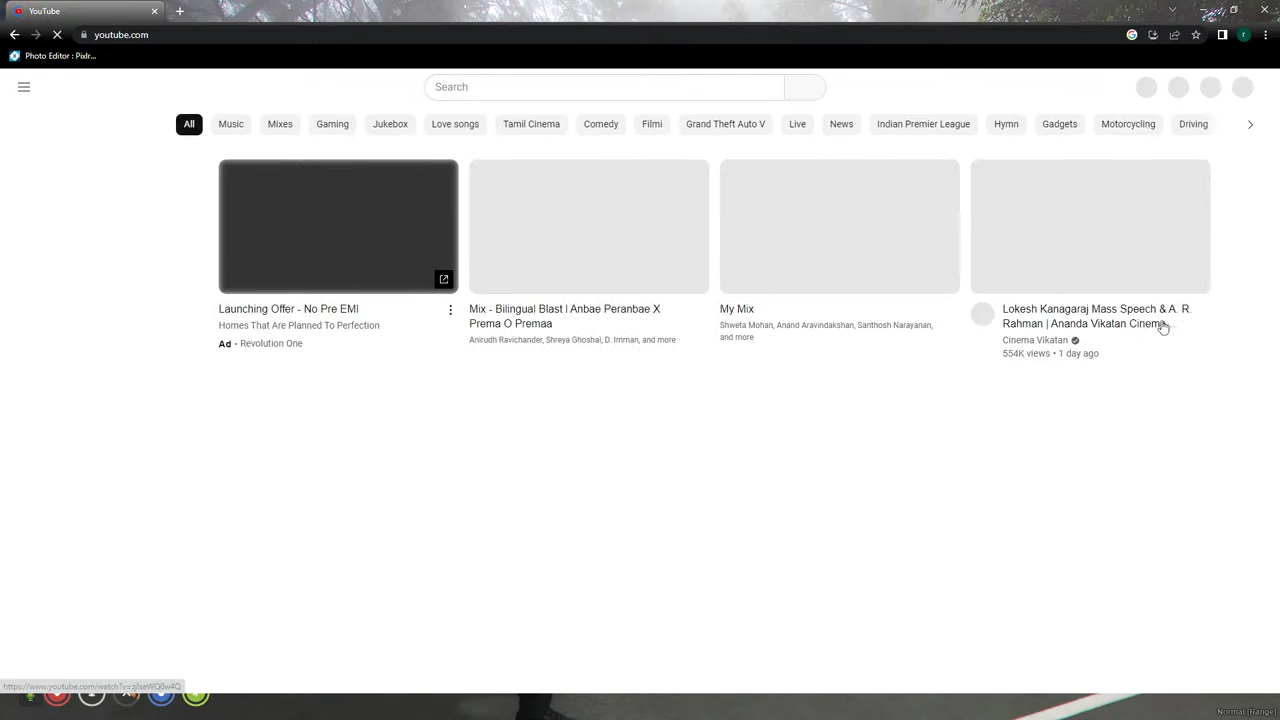 YouTube
youtube.com
r
Photo Editor : Pixlr...
Search
All
Music
Mixes
Gaming
Jukebox
Love songs
Tamil Cinema
Comedy
Filmi
Grand Theft Auto V
Live
News
Indian Premier League
Hymn
Gadgets
Motorcycling
Driving
Launching Offer - No Pre EMI
Homes That Are Planned To Perfection
Ad · Revolution One
Mix - Bilingual Blast | Anbae Peranbae X
Prema O Premaa
Anirudh Ravichander, Shreya Ghoshal, D. Imman, and more
My Mix
Shweta Mohan, Anand Aravindakshan, Santhosh Narayanan,
and more
Lokesh Kanagaraj Mass Speech & A. R.
Rahman | Ananda Vikatan Cinema...
Cinema Vikatan
554K views • 1 day ago
Normal [Range]